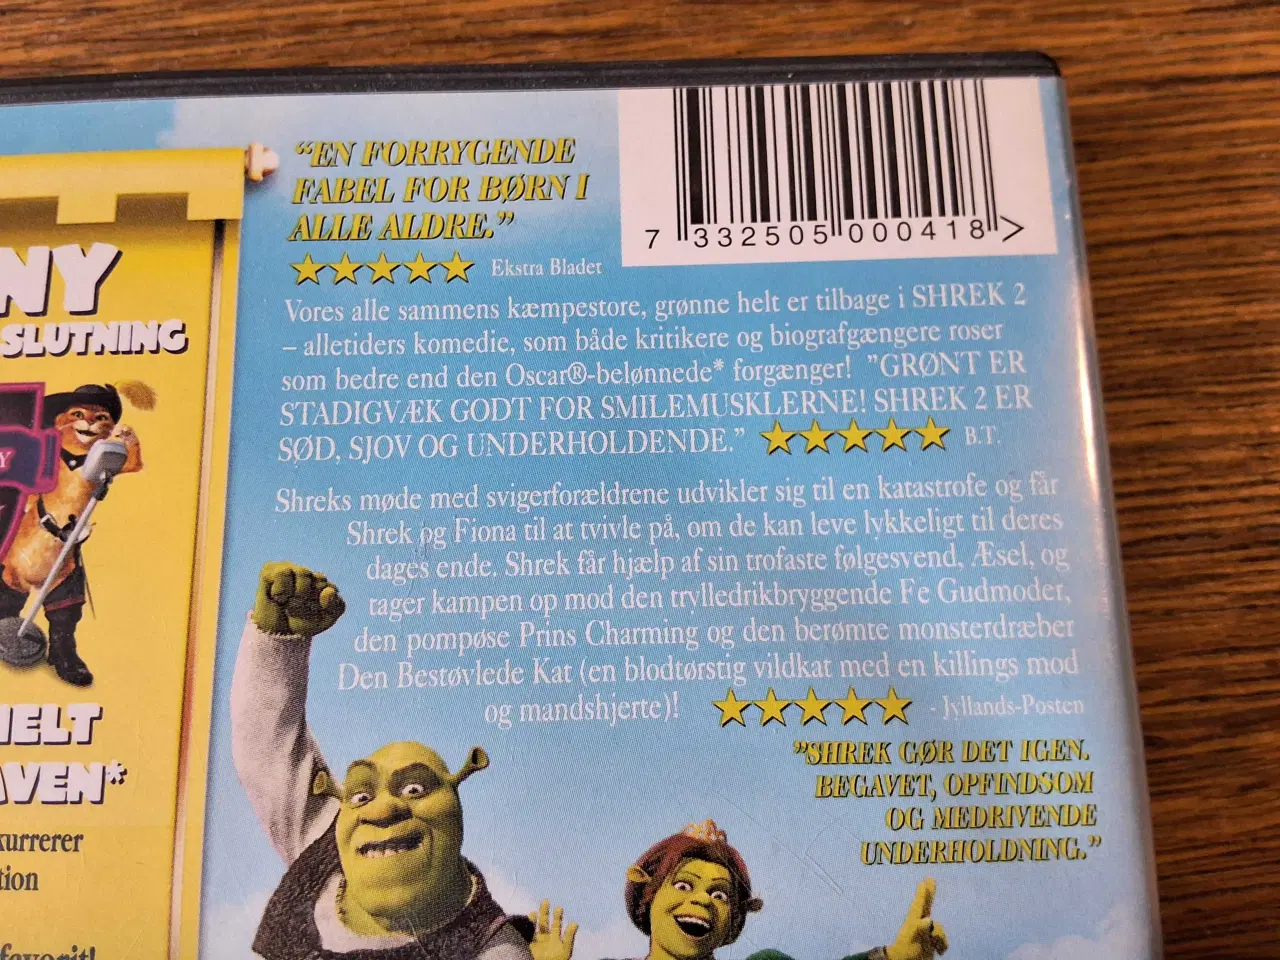 "EN FORRYGENDE
FABEL FOR BØRN I
ALLE ALDRE."
Ekstra Bladet
7 332505 000418 >
Vores alle sammens kæmpestore, grønne helt er tilbage i SHREK 2
– alletiders komedie, som både kritikere og biografgængere roser
som bedre end den Oscar®-belønnede* forgænger! "GRØNT ER
STADIGVÆK GODT FOR SMILEMUSKLERNE! SHREK 2 ER
SØD, SJOV OG UNDERHOLDENDE."
B.T.
Shreks møde med svigerforældrene udvikler sig til en katastrofe og får
Shrek og Fiona til at tvivle på, om de kan leve lykkeligt til deres
dages ende. Shrek får hjælp af sin trofaste følgesvend, Æsel, og
tager kampen op mod den trylledrikbryggende Fe Gudmoder,
den pompøse Prins Charming og den berømte monsterdræber
Den Bestøvlede Kat (en blodtørstig vildkat med en killings mod
og mandshjerte)!
- Jyllands-Posten
"SHREK GØR DET IGEN.
BEGAVET, OPFINDSOM
OG MEDRIVENDE
UNDERHOLDNING."
NY
SLUTNING
Y
HELT
AVEN*
kurrerer
tion
favorit!